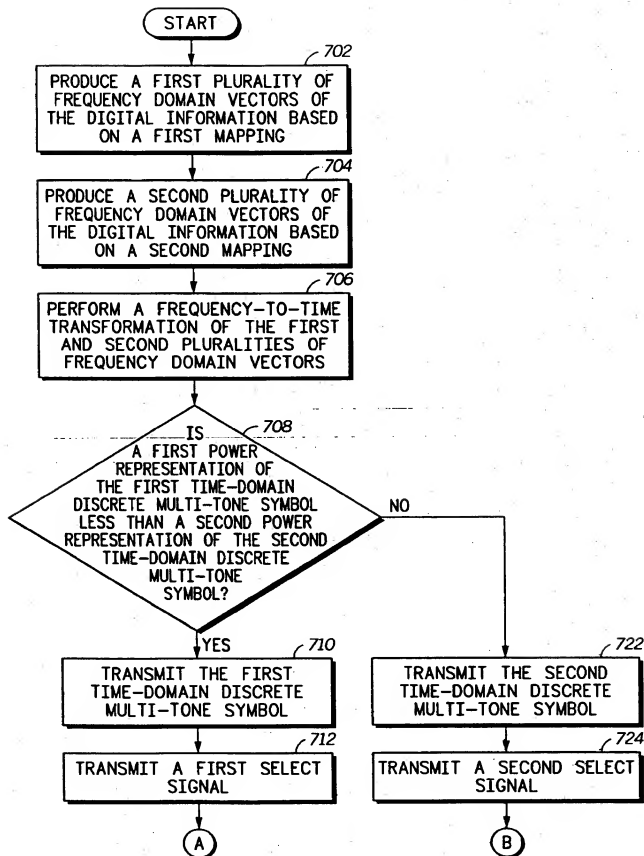 START
702
PRODUCE A FIRST PLURALITY OF
FREQUENCY DOMAIN VECTORS OF
THE DIGITAL INFORMATION BASED
ON A FIRST MAPPING
704
PRODUCE A SECOND PLURALITY OF
FREQUENCY DOMAIN VECTORS OF
THE DIGITAL INFORMATION BASED
ON A SECOND MAPPING
706
PERFORM A FREQUENCY-TO-TIME
TRANSFORMATION OF THE FIRST
AND SECOND PLURALITIES OF
FREQUENCY DOMAIN VECTORS
708
IS
A FIRST POWER
REPRESENTATION OF
THE FIRST TIME-DOMAIN
DISCRETE MULTI-TONE SYMBOL
LESS THAN A SECOND POWER
REPRESENTATION OF THE SECOND
TIME-DOMAIN DISCRETE
MULTI-TONE
SYMBOL?
NO
YES
710
TRANSMIT THE FIRST
TIME-DOMAIN DISCRETE
MULTI-TONE SYMBOL
712
TRANSMIT A FIRST SELECT
SIGNAL
A
722
TRANSMIT THE SECOND
TIME-DOMAIN DISCRETE
MULTI-TONE SYMBOL
724
TRANSMIT A SECOND SELECT
SIGNAL
B